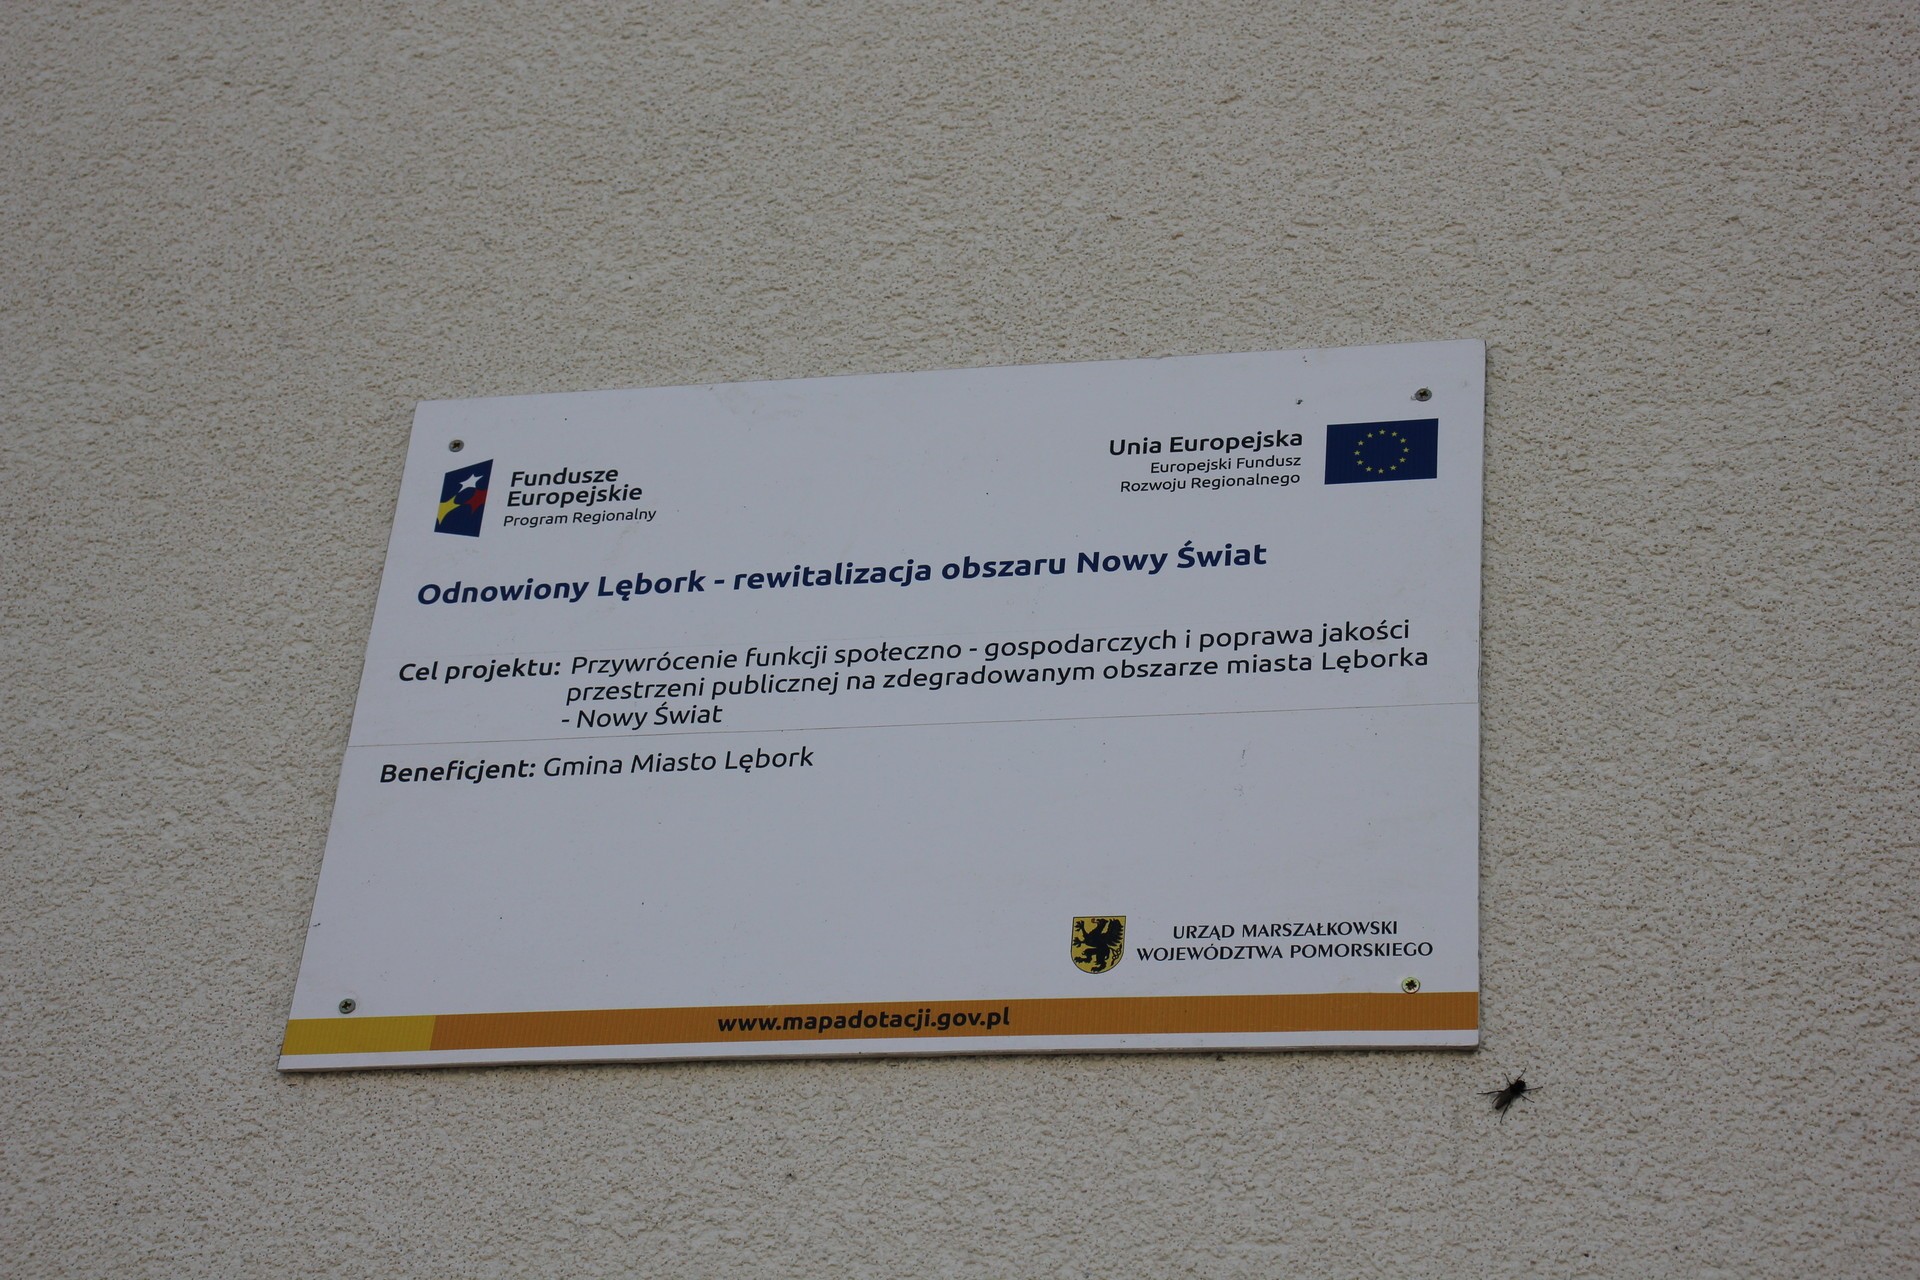 Fundusze
Europejskie
Program Regionalny
Unia Europejska
Europejski Fundusz
Rozwoju Regionalnego
Odnowiony Lębork - rewitalizacja obszaru Nowy Świat
Cel projektu: Przywrócenie funkcji społeczno - gospodarczych i poprawa jakości
przestrzeni publicznej na zdegradowanym obszarze miasta Lęborka
- Nowy Świat
Beneficjent: Gmina Miasto Lębork
URZĄD MARSZAŁKOWSKI
WOJEWÓDZTWA POMORSKIEGO
www.mapadotacji.gov.pl